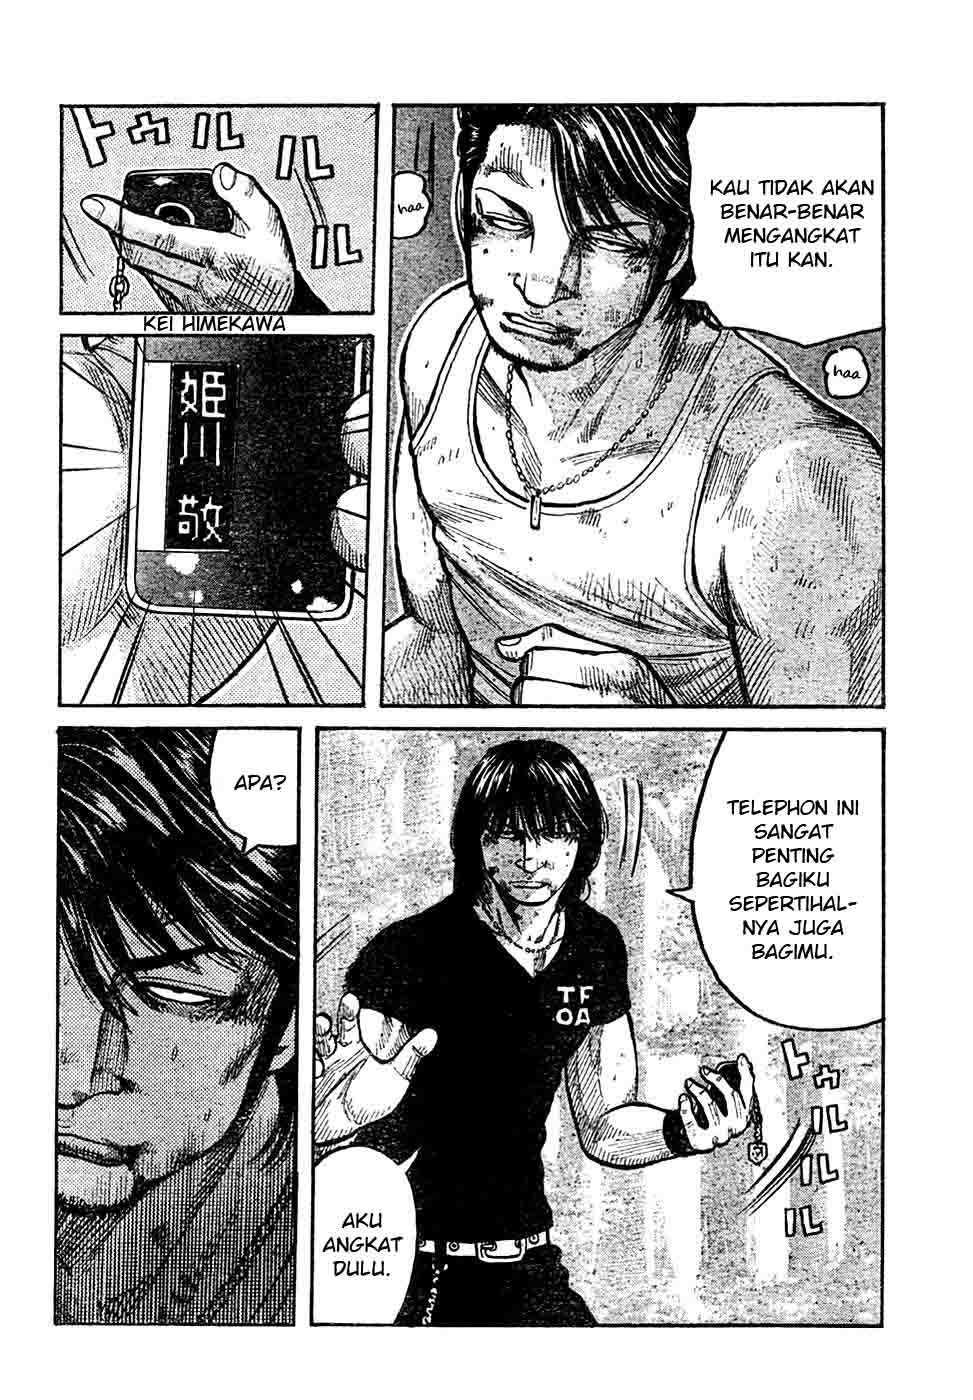 トゥルルルル
haa
KAU TIDAK AKAN
BENAR-BENAR
MENGANGKAT
ITU KAN.
haa
KEI HIMEKAWA
姫川 敬
TELEPHON INI
SANGAT
PENTING
BAGIKU
SEPERTIHAL-
NYA JUGA
BAGIMU.
TF
OA
トゥルルルル
AKU
ANGKAT
DULU.
APA?